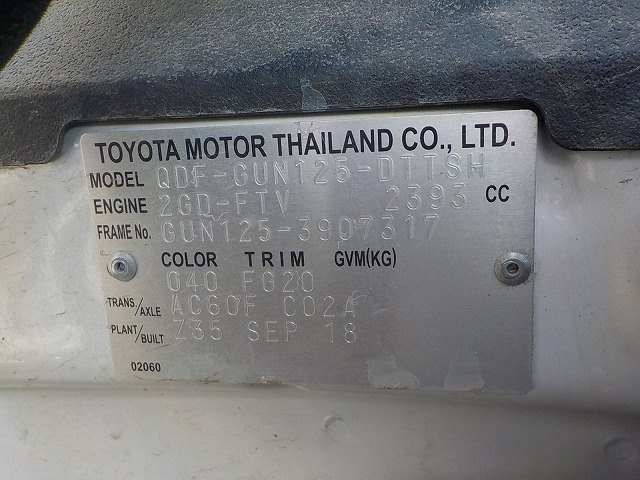 TOYOTA MOTOR THAILAND CO., LTD.
MODEL QDF-GUN125-DTTSH
ENGINE 2GD-FTV 2393 CC
FRAME No. GUN125-3907317
COLOR TRIM GVM(KG)
040 FG20
TRANS./AXLE AC60F C02A
PLANT/BUILT Z35 SEP 18
02060